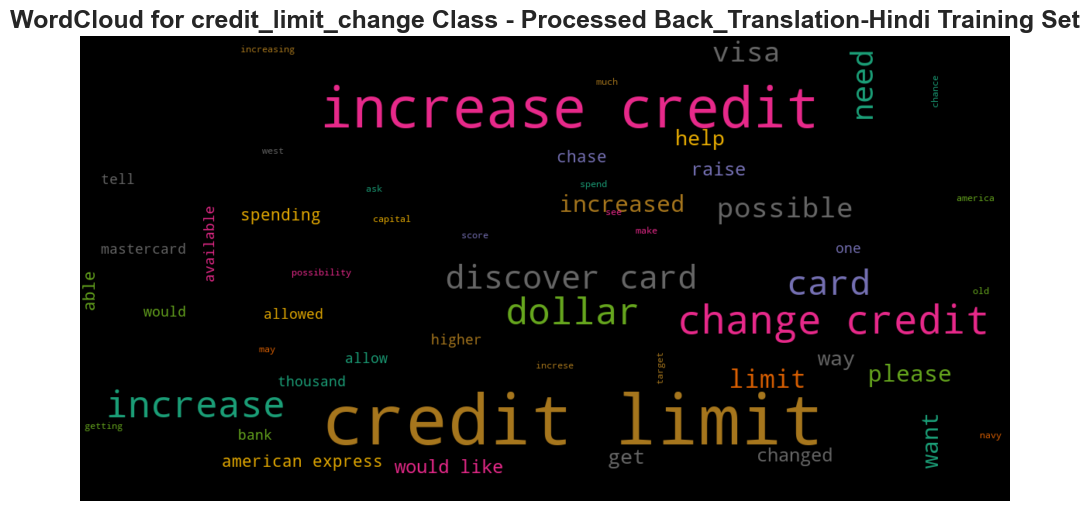 WordCloud for credit_limit_change Class - Processed Back_Translation-Hindi Training Set
increasing
visa
need
much
chance
increase credit
help
west
chase
raise
tell
ask
spend
america
spending
capital
increased
see
possible
available
score
make
mastercard
one
possibility
discover card
card
able
old
would
allowed
dollar
change credit
higher
may
allow
increse
target
way
thousand
limit
please
increase
credit limit
getting
bank
want
navy
american express
would like
get
changed